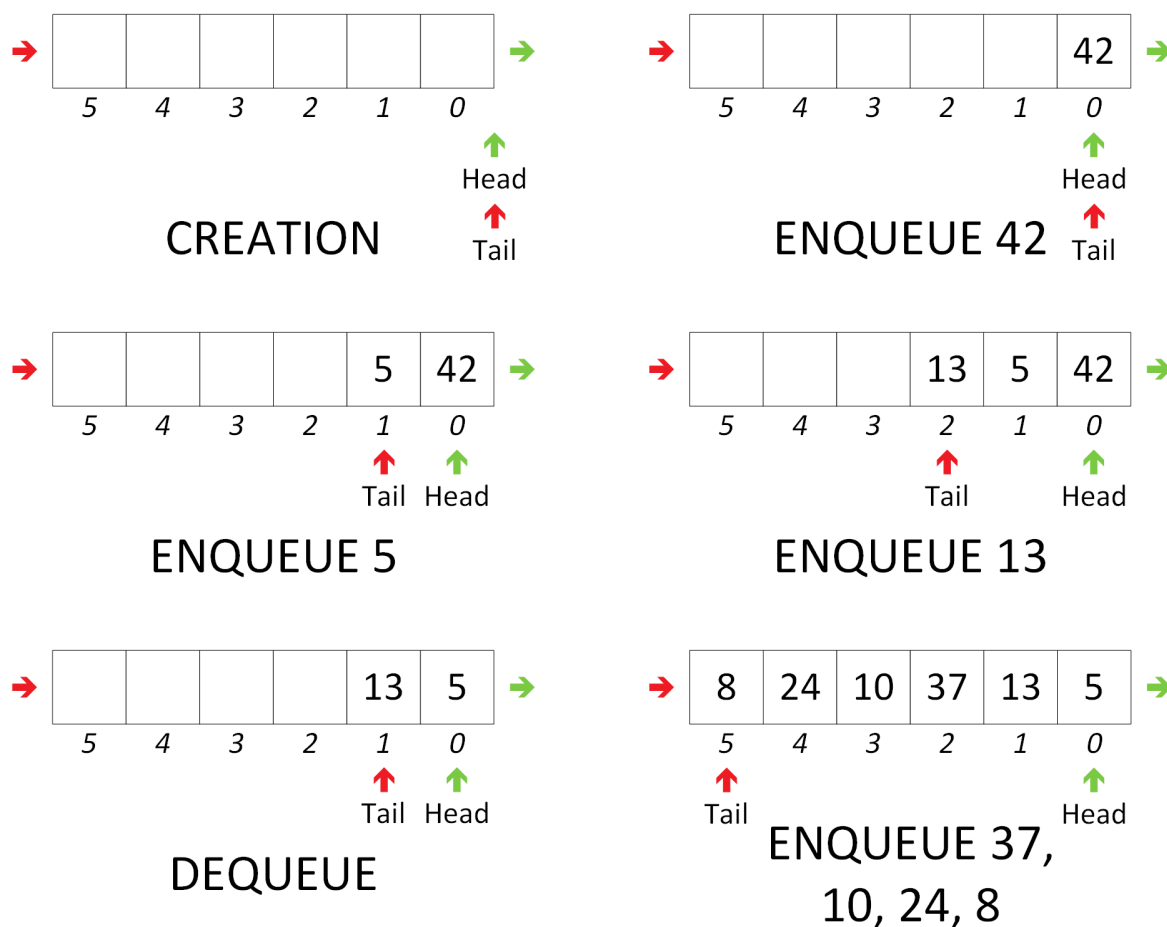 42
5 4 3 2 1 0
5 4 3 2 1 0
Head
Head
CREATION
Tail
ENQUEUE 42
Tail
5 42
13 5 42
5 4 3 2 1 0
5 4 3 2 1 0
Tail Head
Tail Head
ENQUEUE 5
ENQUEUE 13
13 5
8 24 10 37 13 5
5 4 3 2 1 0
5 4 3 2 1 0
Tail Head
Tail Head
DEQUEUE
ENQUEUE 37,
10, 24, 8